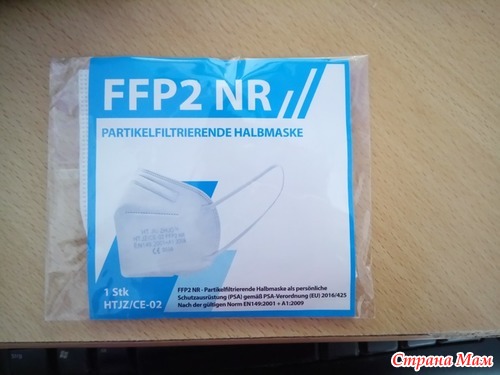 FFP2 NR
PARTIKELFILTRIERENDE HALBMASKE
1 Stk
HTJZ/CE-02
FFP2 NR - Partikelfiltrierende Halbmaske als persönliche
Schutzausrüstung (PSA) gemäß PSA-Verordnung (EU) 2016/425
Nach der gültigen Norm EN149:2001 + A1:2009
Страна Мам